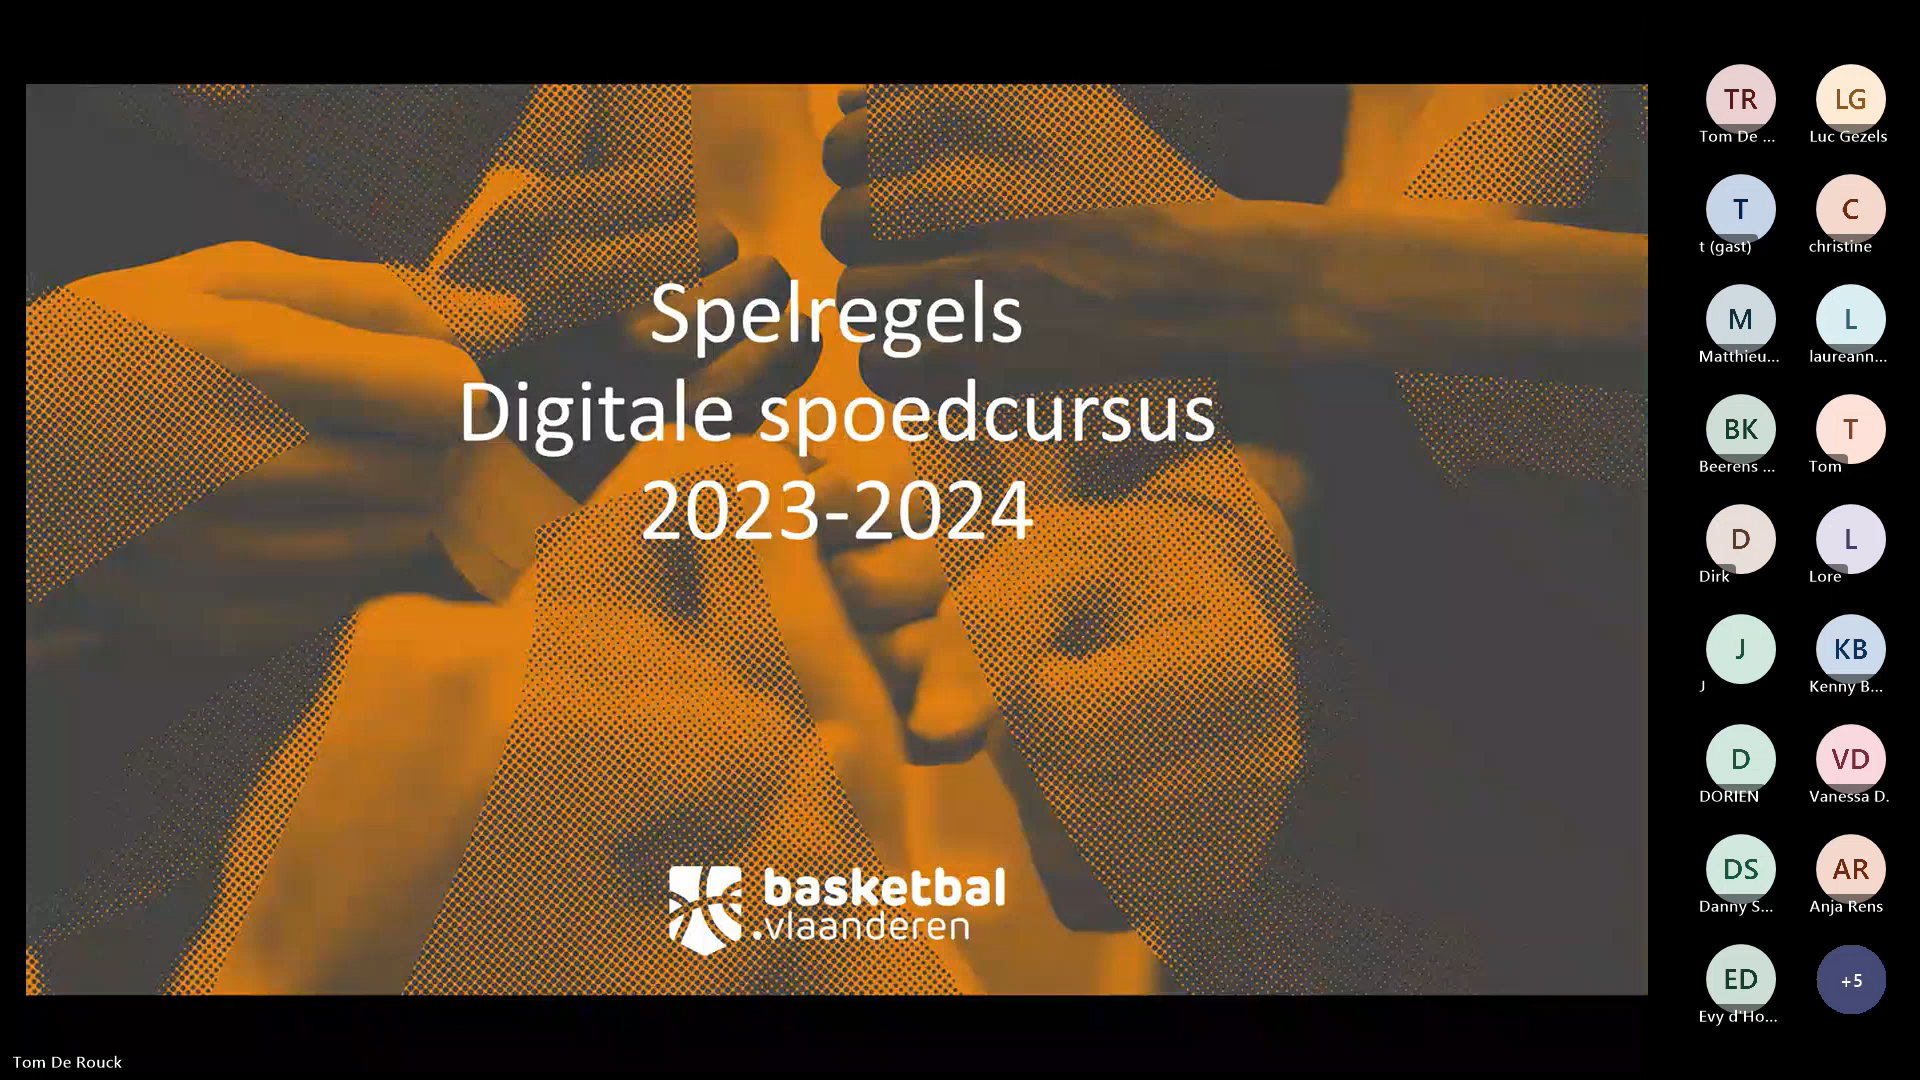 Spelregels
Digitale spoedcursus
2023-2024
basketbal
.vlaanderen
TR
Tom De ...
LG
Luc Gezels
T
t (gast)
C
christine
M
Matthieu...
L
laureann...
BK
Beerens ...
T
Tom
D
Dirk
L
Lore
J
J
KB
Kenny B...
D
DORIEN
VD
Vanessa D.
DS
Danny S...
AR
Anja Rens
ED
Evy d'Ho...
+5
Tom De Rouck